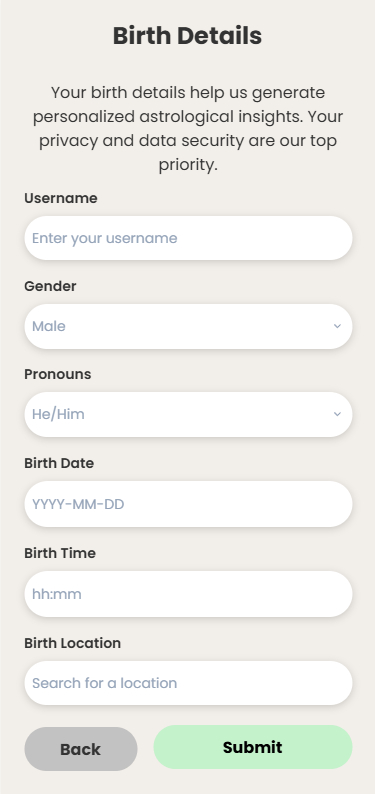 Birth Details
Your birth details help us generate
personalized astrological insights. Your
privacy and data security are our top
priority.
Username
Enter your username
Gender
Male
Pronouns
He/Him
Birth Date
YYYY-MM-DD
Birth Time
hh:mm
Birth Location
Search for a location
Back
Submit